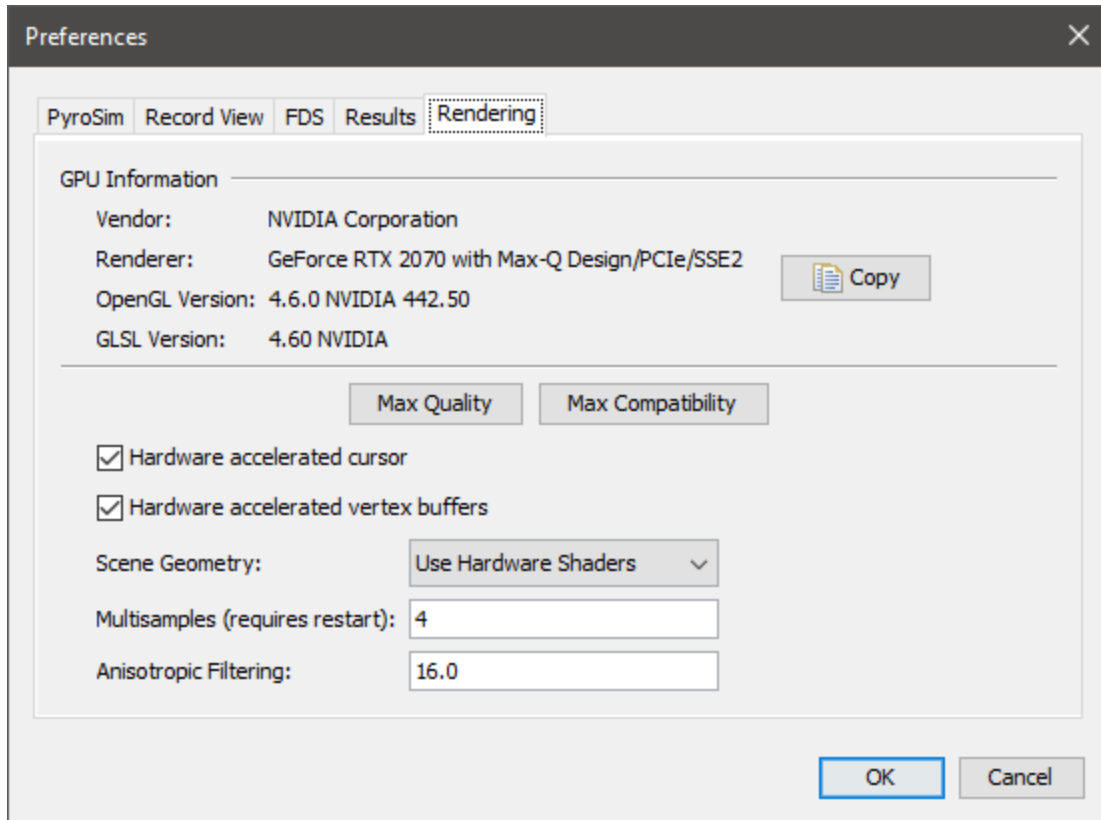 Preferences
PyroSim Record View FDS Results Rendering
GPU Information
Vendor: NVIDIA Corporation
Renderer: GeForce RTX 2070 with Max-Q Design/PCIe/SSE2
Copy
OpenGL Version: 4.6.0 NVIDIA 442.50
GLSL Version: 4.60 NVIDIA
Max Quality Max Compatibility
Hardware accelerated cursor
Hardware accelerated vertex buffers
Scene Geometry: Use Hardware Shaders
Multisamples (requires restart): 4
Anisotropic Filtering: 16.0
OK Cancel